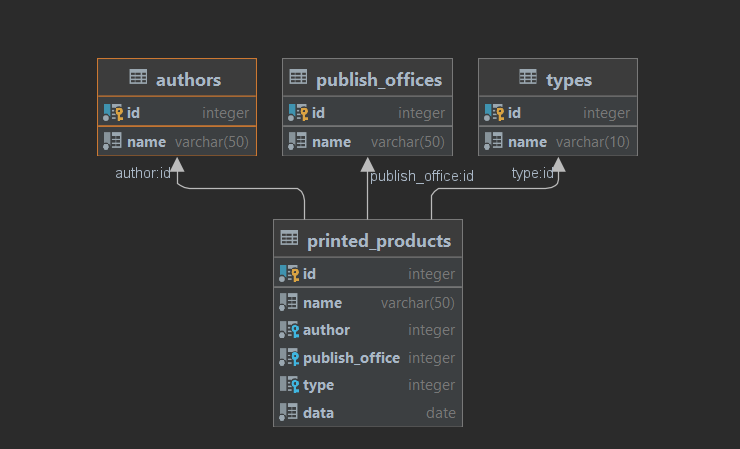 authors
id integer
name varchar(50)
publish_offices
id integer
name varchar(50)
types
id integer
name varchar(10)
author:id
publish_office:id
type:id
printed_products
id integer
name varchar(50)
author integer
publish_office integer
type integer
data date